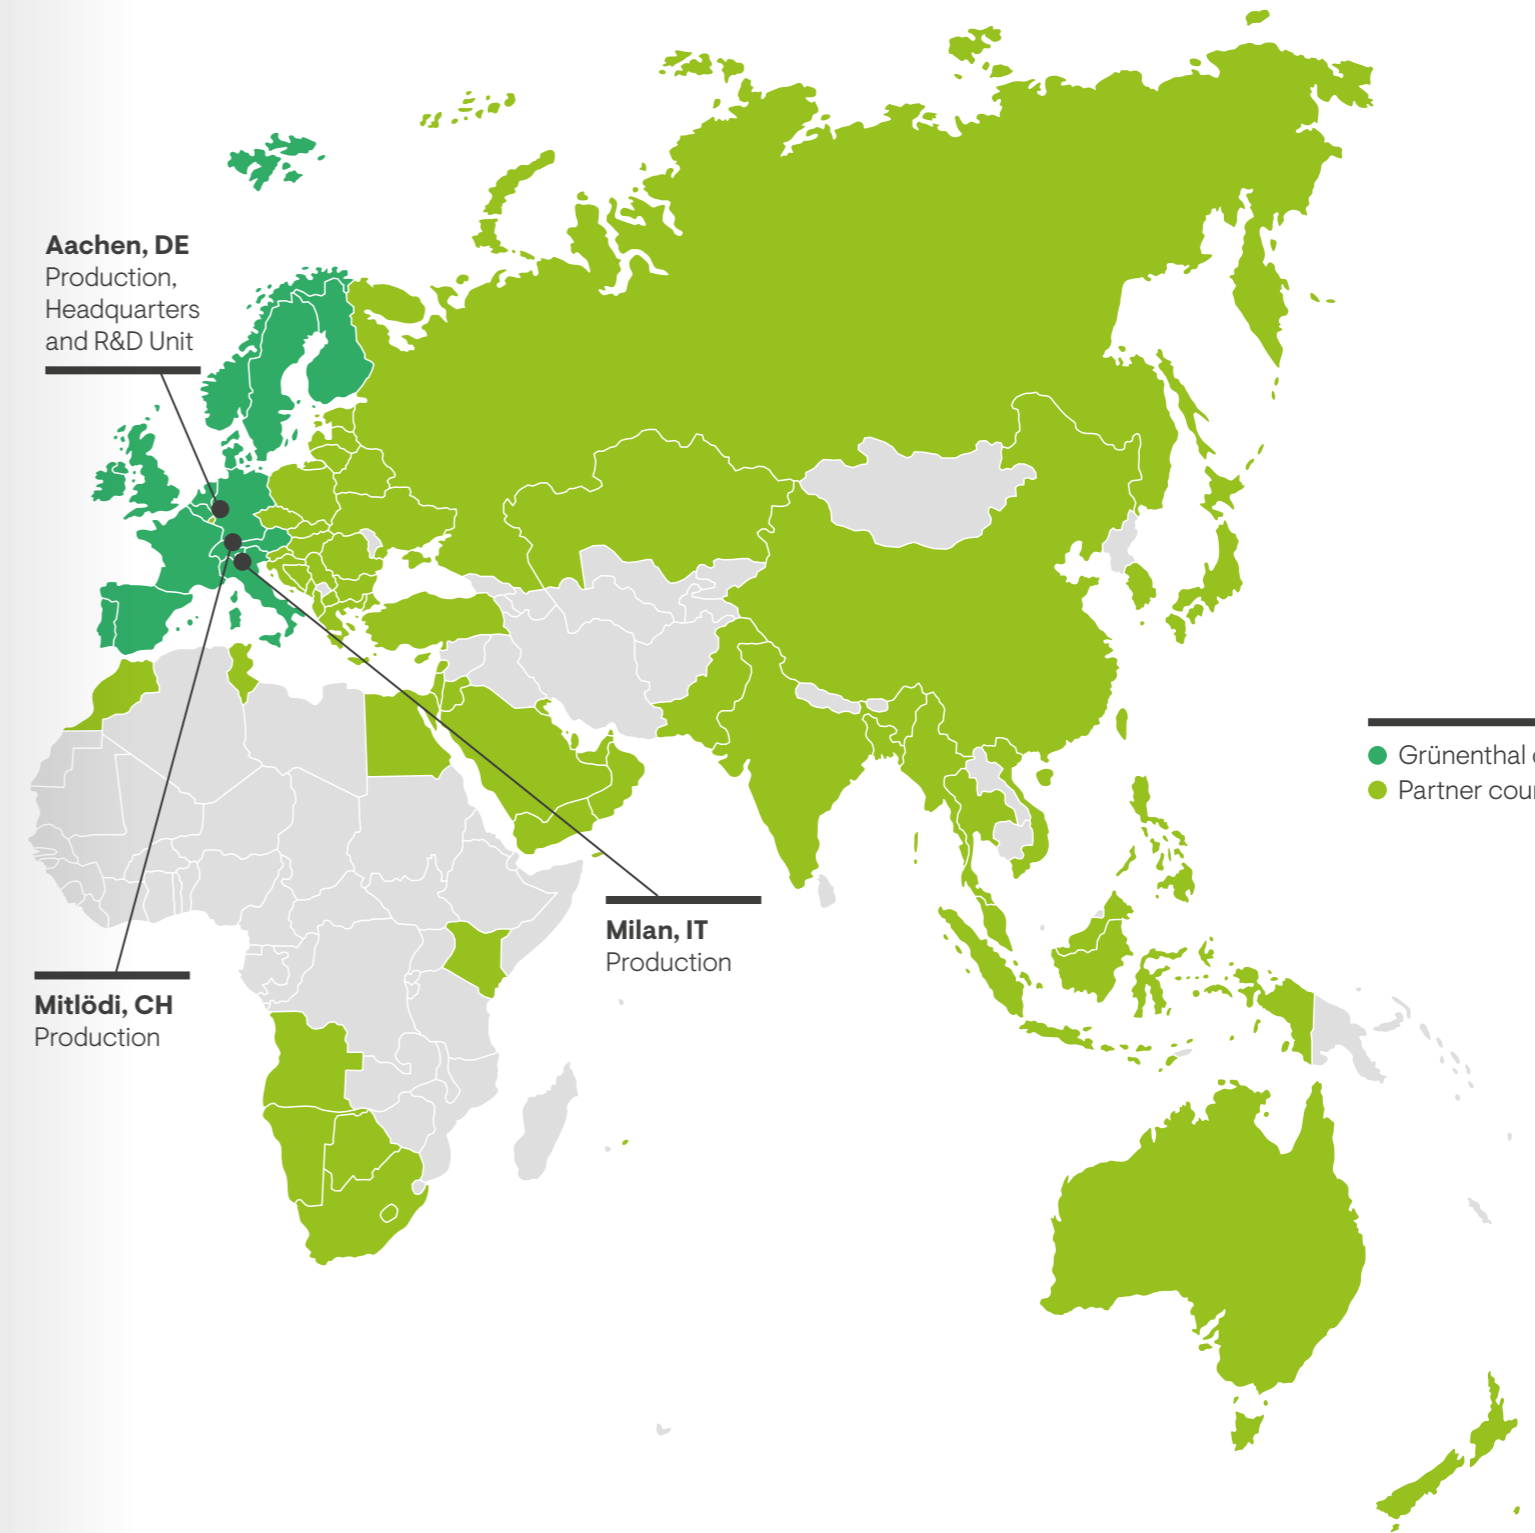 Aachen, DE
Production,
Headquarters
and R&D Unit
Milan, IT
Production
Mitlödi, CH
Production
Grünenthal
Partner